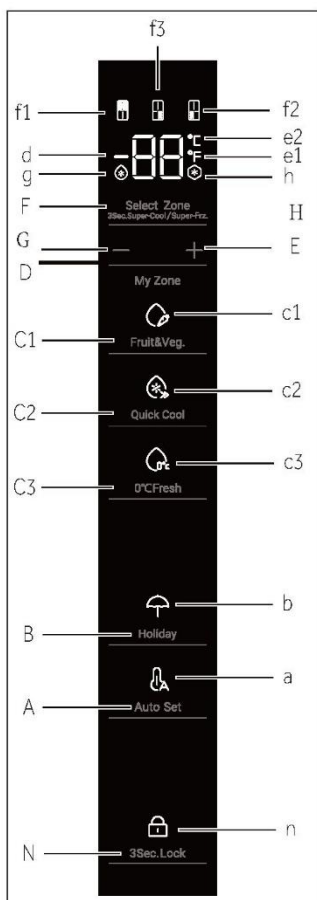 f3
f1 f2
-88 °C e2
d °F e1
g h
F Select Zone H
3Sec.Super-Cool/Super-Frz.
G — + E
D
My Zone
c1
C1 Fruit&Veg.
c2
C2 Quick Cool
0°c c3
C3 0°CFresh
b
B Holiday
A a
A Auto Set
n
N 3Sec.Lock